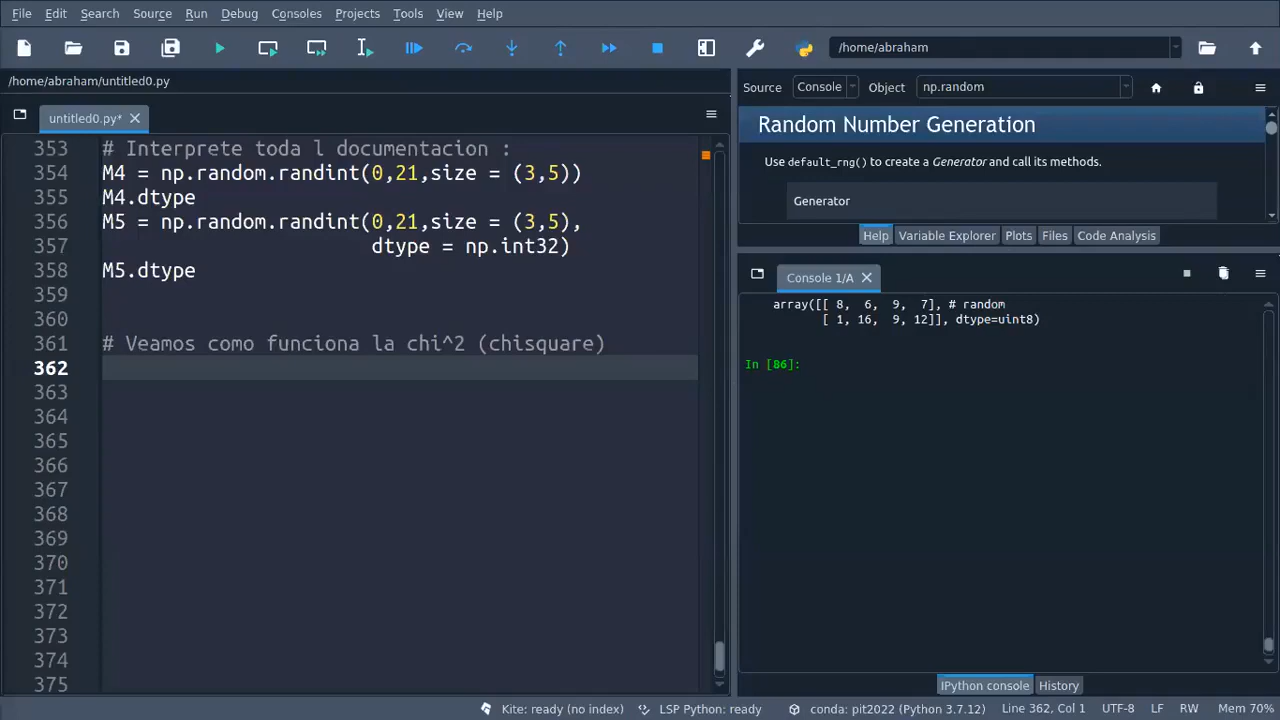 File Edit Search Source Run Debug Consoles Projects Tools View Help
/home/abraham
/home/abraham/untitled0.py
untitled0.py*
353 # Interprete toda l documentacion :
354 M4 = np.random.randint(0,21,size = (3,5))
355 M4.dtype
356 M5 = np.random.randint(0,21,size = (3,5),
357 dtype = np.int32)
358 M5.dtype
359
360
361 # Veamos como funciona la chi^2 (chisquare)
362
363
364
365
366
367
368
369
370
371
372
373
374
375
Source Console Object np.random
Random Number Generation
Use default_rng() to create a Generator and call its methods.
Generator
Help Variable Explorer Plots Files Code Analysis
Console 1/A
array([[ 8, 6, 9, 7], # random
[ 1, 16, 9, 12]], dtype=uint8)
In [86]:
IPython console History
Kite: ready (no index) LSP Python: ready conda: pit2022 (Python 3.7.12) Line 362, Col 1 UTF-8 LF RW Mem 70%